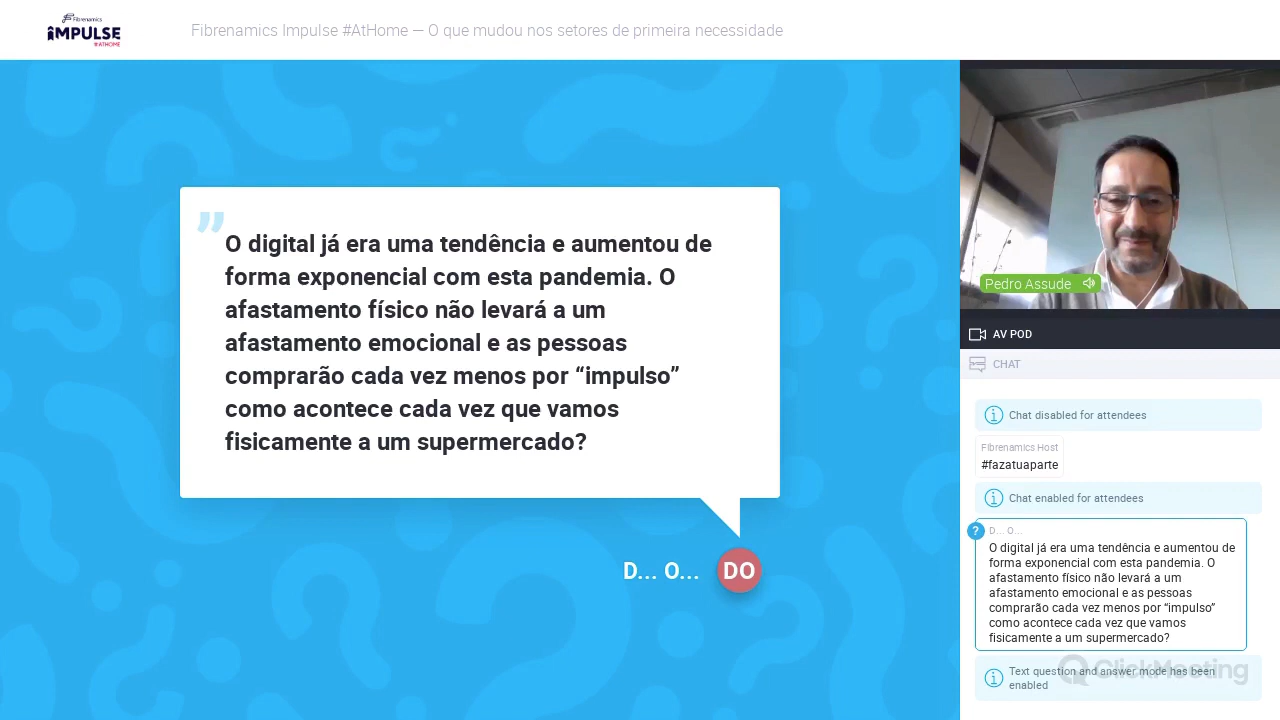 Fibrenamics
IMPULSE
#ATHOME
Fibrenamics Impulse #AtHome — O que mudou nos setores de primeira necessidade
”
O digital já era uma tendência e aumentou de
forma exponencial com esta pandemia. O
afastamento físico não levará a um
afastamento emocional e as pessoas
comprarão cada vez menos por “impulso”
como acontece cada vez que vamos
fisicamente a um supermercado?
D... O...
DO
Pedro Assude
AV POD
CHAT
Chat disabled for attendees
Fibrenamics Host
#fazatuaparte
Chat enabled for attendees
?
D... O...
O digital já era uma tendência e aumentou de
forma exponencial com esta pandemia. O
afastamento físico não levará a um
afastamento emocional e as pessoas
comprarão cada vez menos por “impulso”
como acontece cada vez que vamos
fisicamente a um supermercado?
Text question and answer mode has been
enabled
ClickMeeting